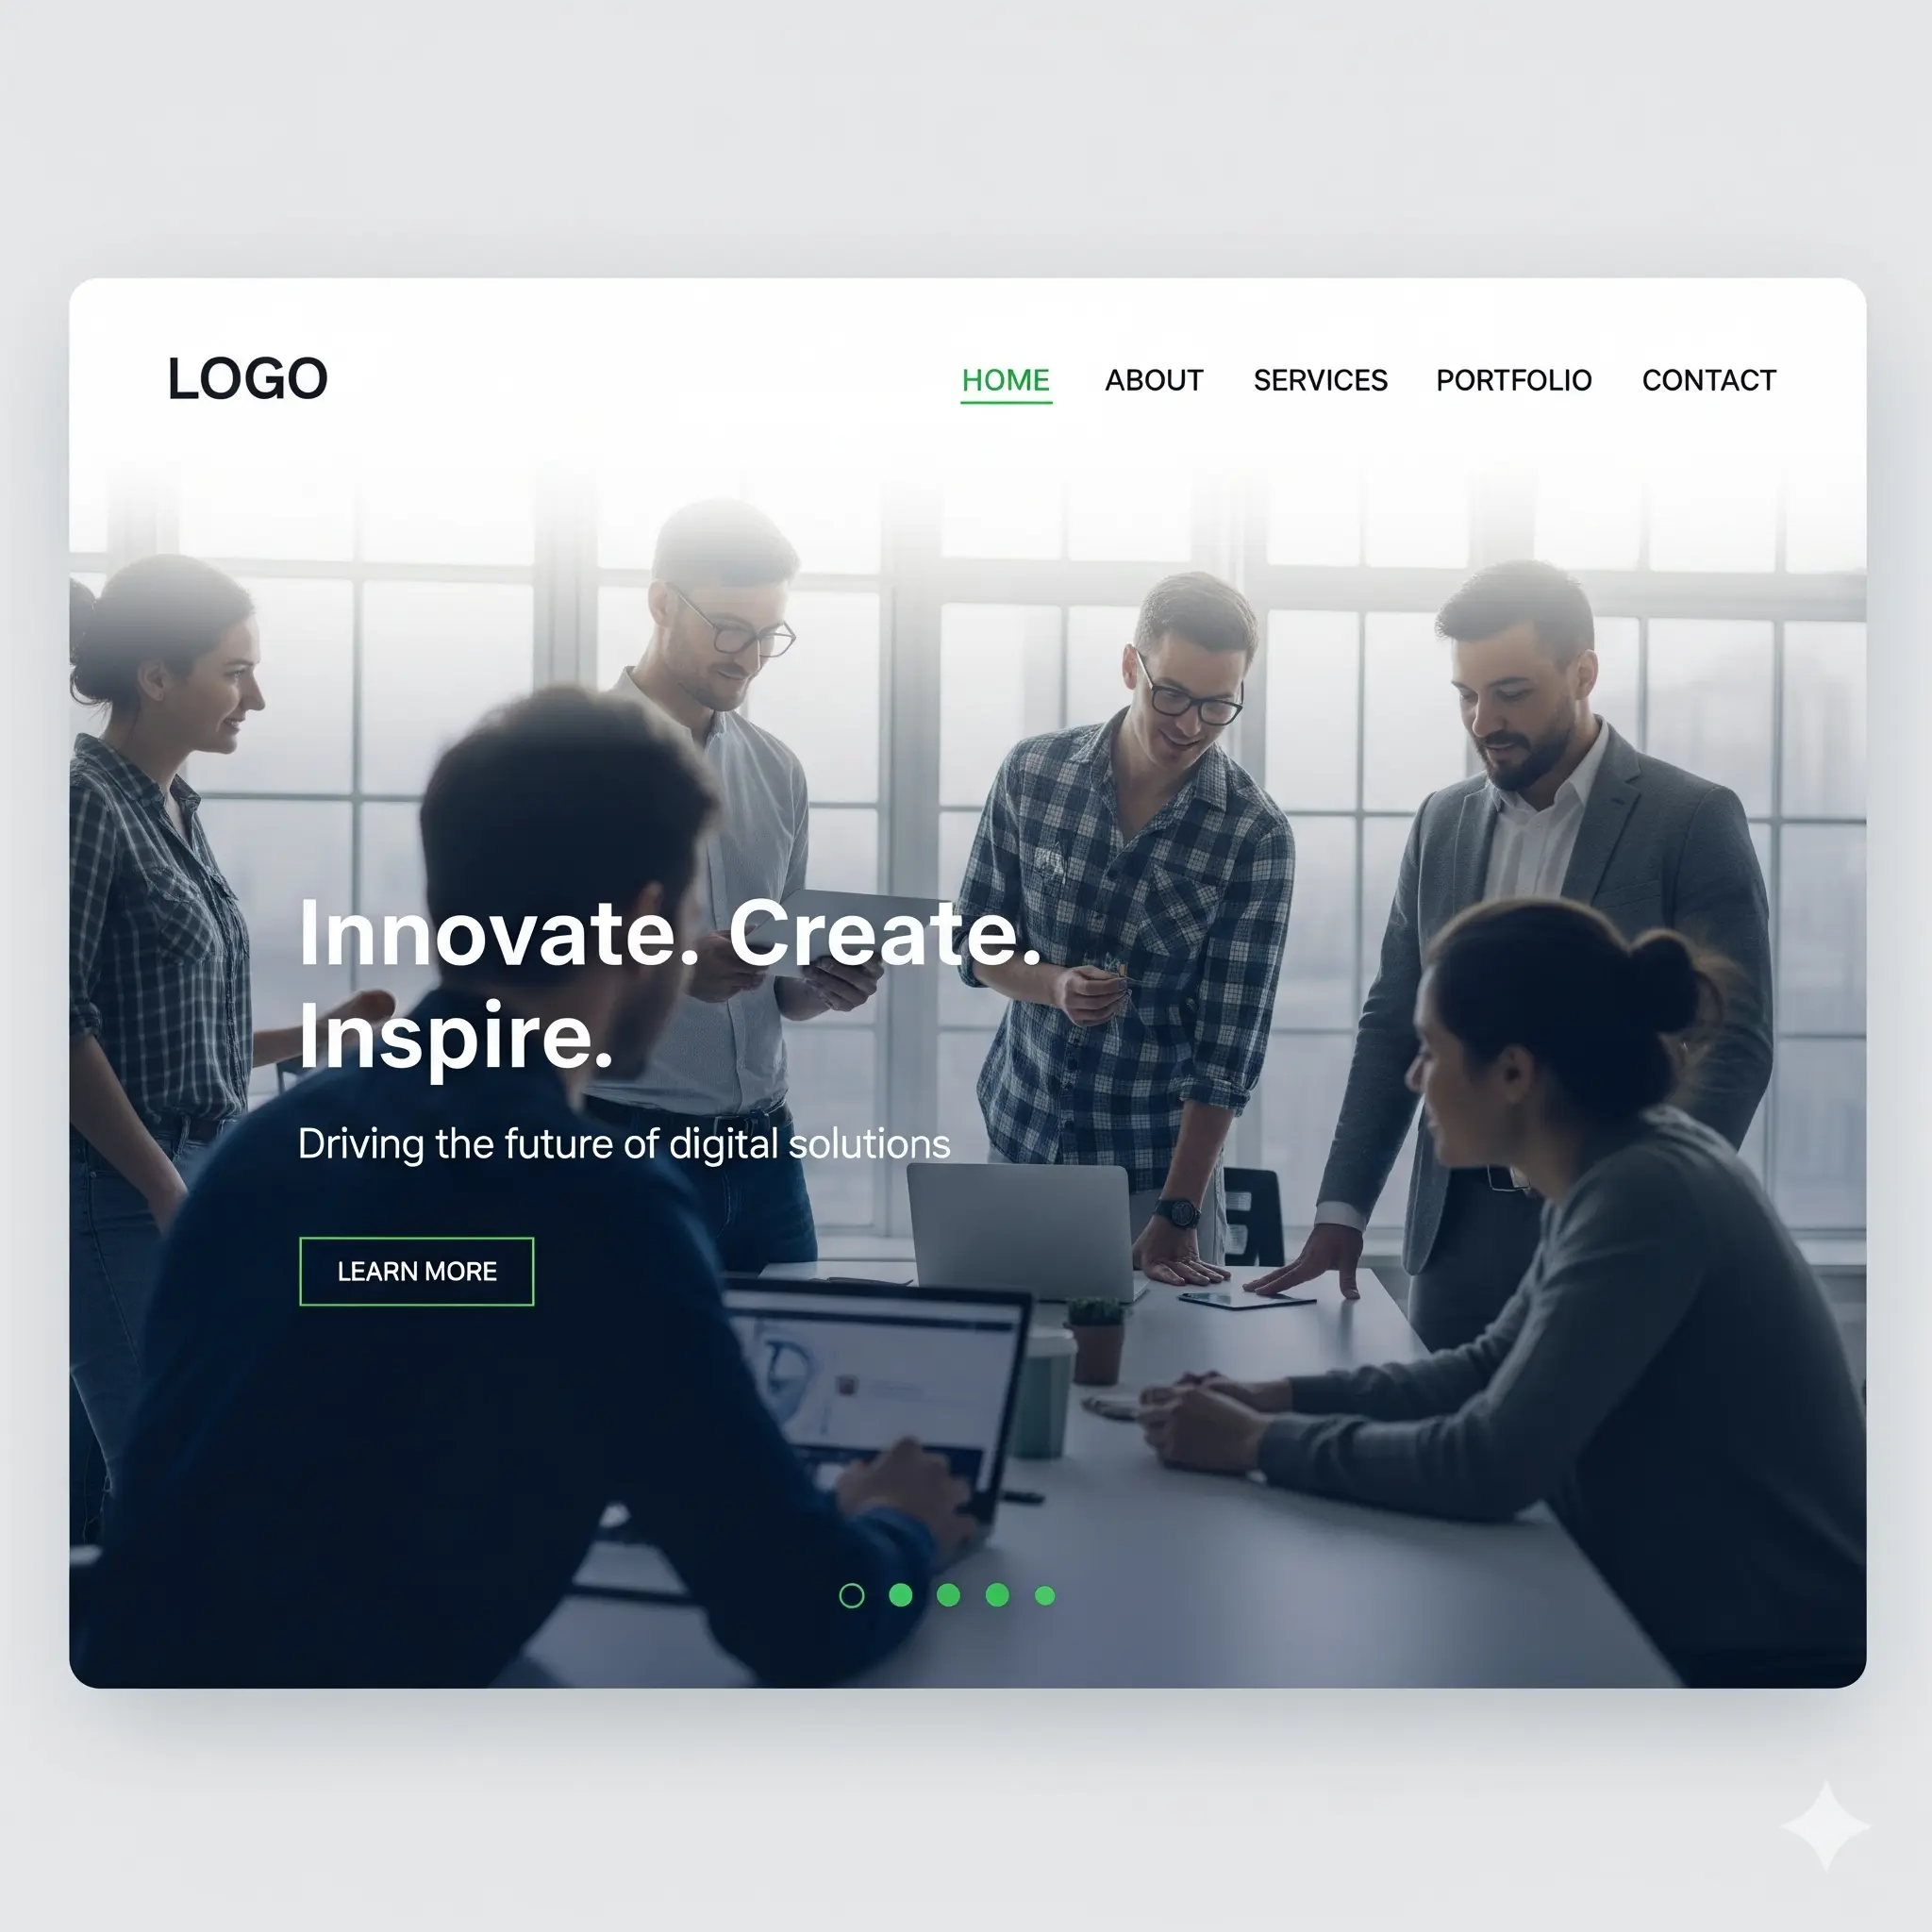 LOGO
HOME ABOUT SERVICES PORTFOLIO CONTACT
Innovate. Create.
Inspire.
Driving the future of digital solutions
LEARN MORE